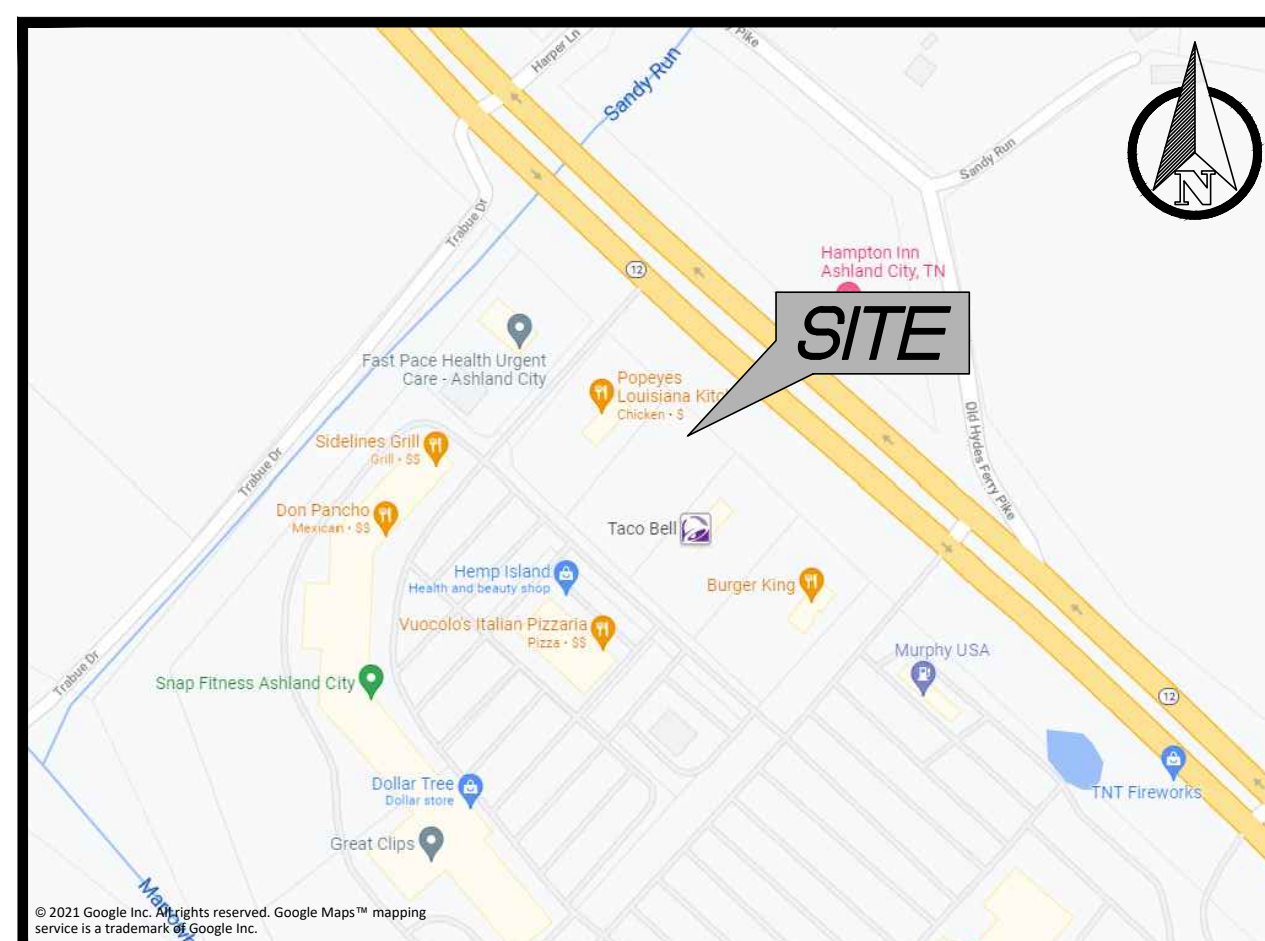 Harper Ln
Sandy Run
Pike
Sandy Run
N
Trabue Dr
Hampton Inn
Ashland City, TN
12
SITE
Fast Pace Health Urgent
Care - Ashland City
Popeyes
Louisiana Kitc
Chicken · $
Old Hydes Ferry Pike
Sidelines Grill
Grill · $$
Trabue Dr
Don Pancho
Mexican · $$
Taco Bell
Hemp Island
Health and beauty shop
Burger King
Vuocolo's Italian Pizzaria
Pizza · $$
Murphy USA
Trabue Dr
Snap Fitness Ashland City
12
Dollar Tree
Dollar store
TNT Fireworks
Great Clips
© 2021 Google Inc. All rights reserved. Google Maps™ mapping
service is a trademark of Google Inc.